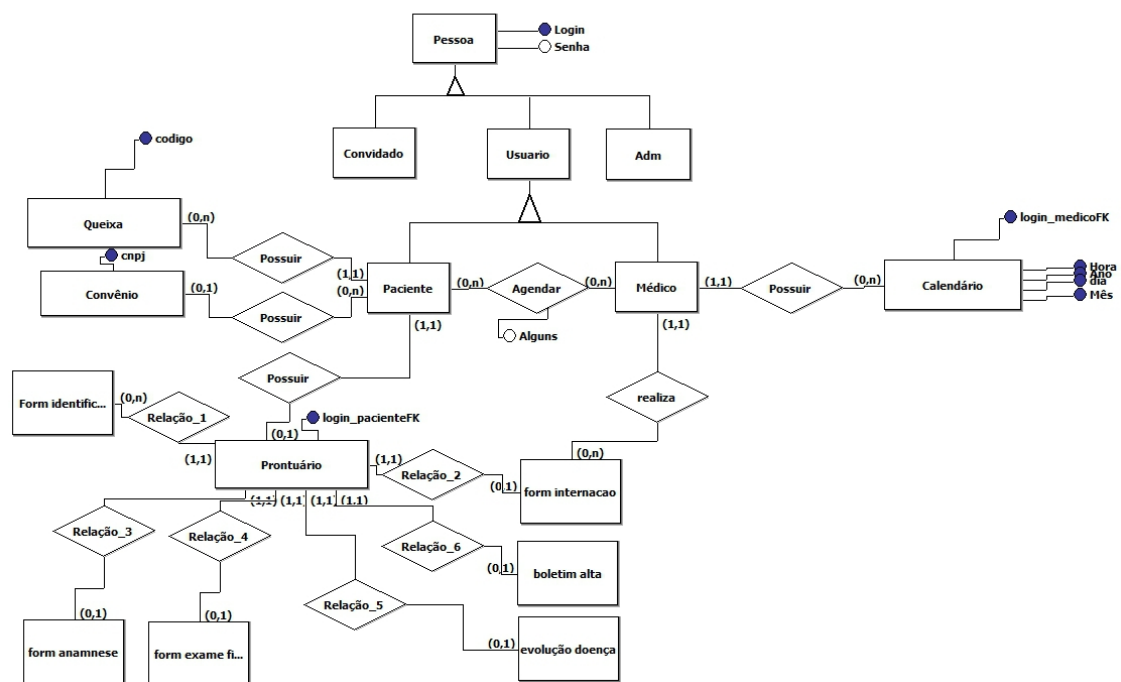 Pessoa
Login
Senha
Convidado
Usuario
Adm
codigo
Queixa
(0,n)
cnpj
Convênio
(0,1)
Possuir
Possuir
(1,1)
(0,n)
Paciente
(0,n)
Agendar
(0,n)
Alguns
Médico
(1,1)
Possuir
(0,n)
Calendário
login_medicoFK
Hora
Ano
dia
Mês
(1,1)
(1,1)
Possuir
realiza
Form identific...
(0,n)
Relação_1
(1,1)
(0,1)
login_pacienteFK
Prontuário
(1,1)
Relação_2
(0,1)
(0,n)
form internacao
(1,1)
(1,1)
(1,1)
(1,1)
Relação_3
Relação_4
Relação_6
(0,1)
boletim alta
Relação_5
(0,1)
evolução doença
(0,1)
form anamnese
(0,1)
form exame fi...